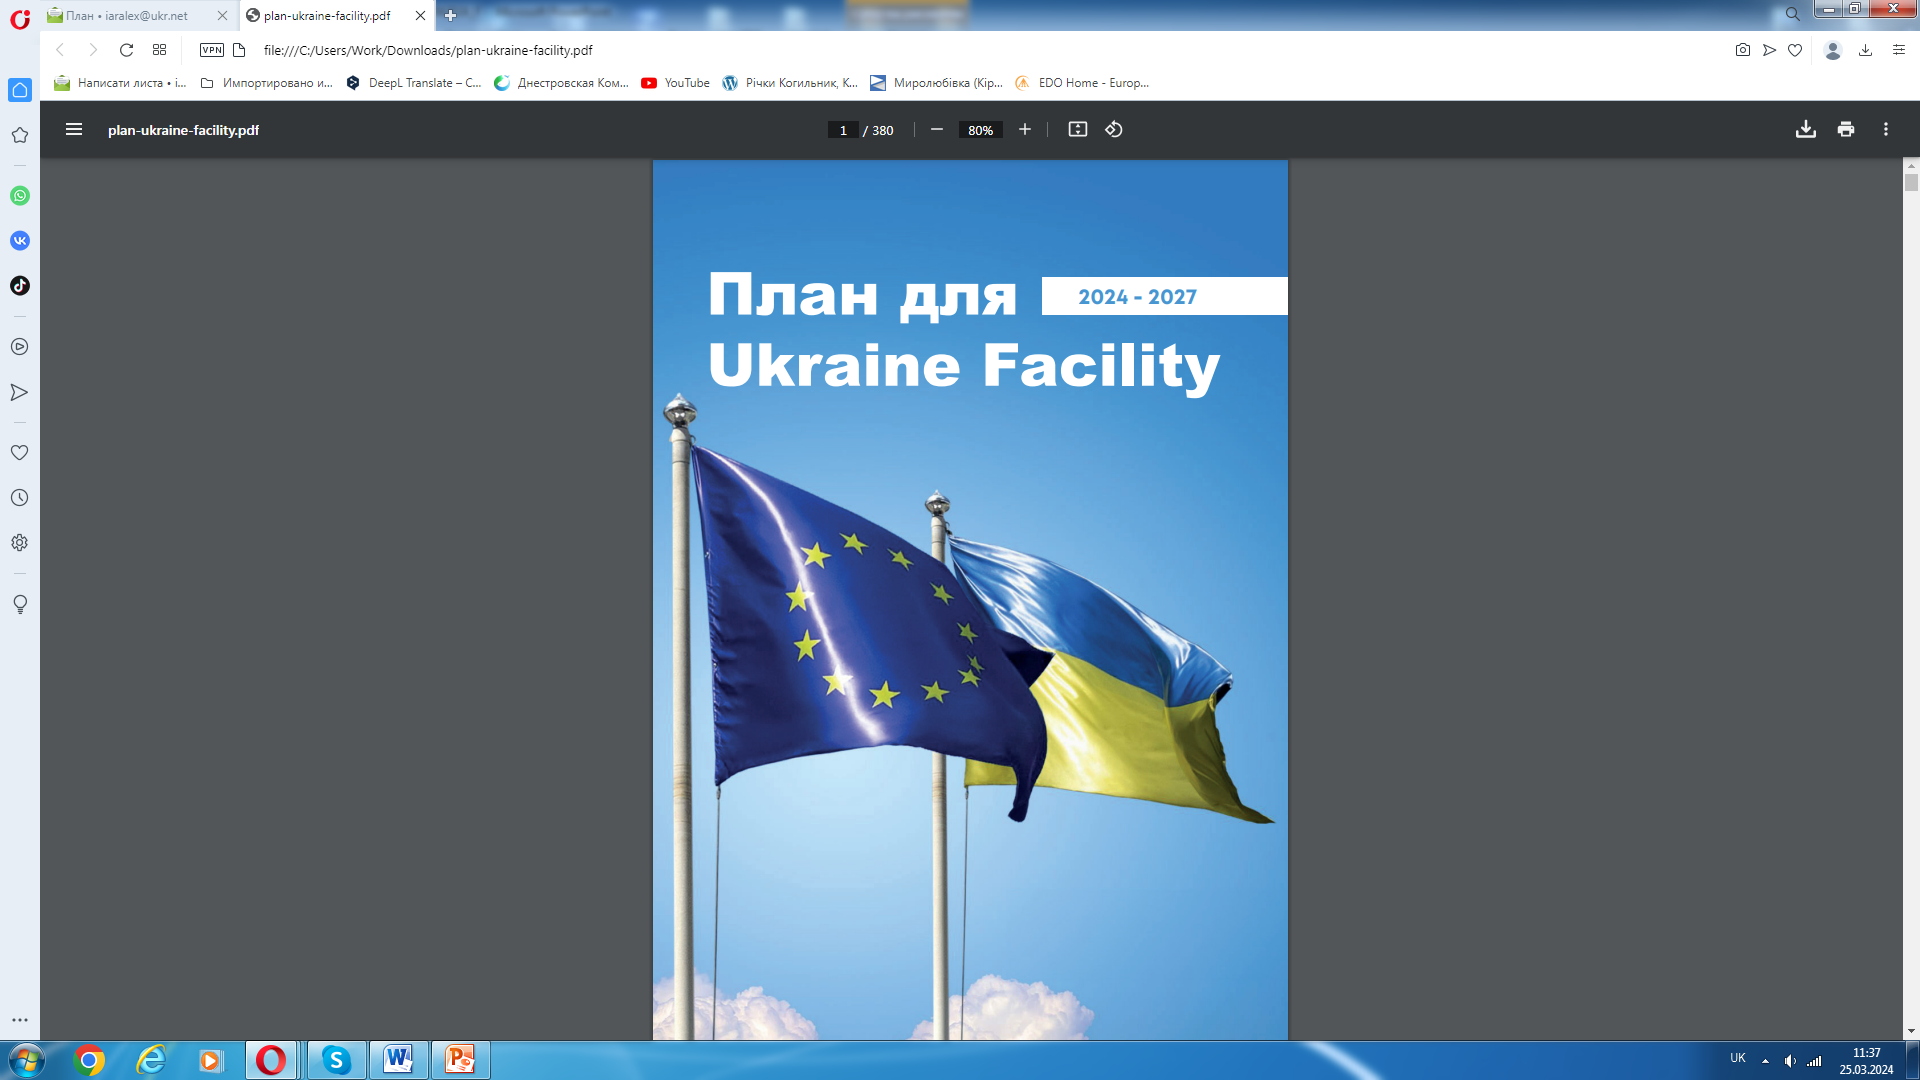 План • iaralex@ukr.net
plan-ukraine-facility.pdf
VPN
file:///C:/Users/Work/Downloads/plan-ukraine-facility.pdf
Написати листа • і...
Импортировано и...
DeepL Translate – С...
Днестровская Ком...
YouTube
Річки Когильник, К...
Миролюбівка (Кір...
EDO Home - Europ...
plan-ukraine-facility.pdf
1 / 380
80%
План для
2024 - 2027
Ukraine Facility
UK
11:37
25.03.2024